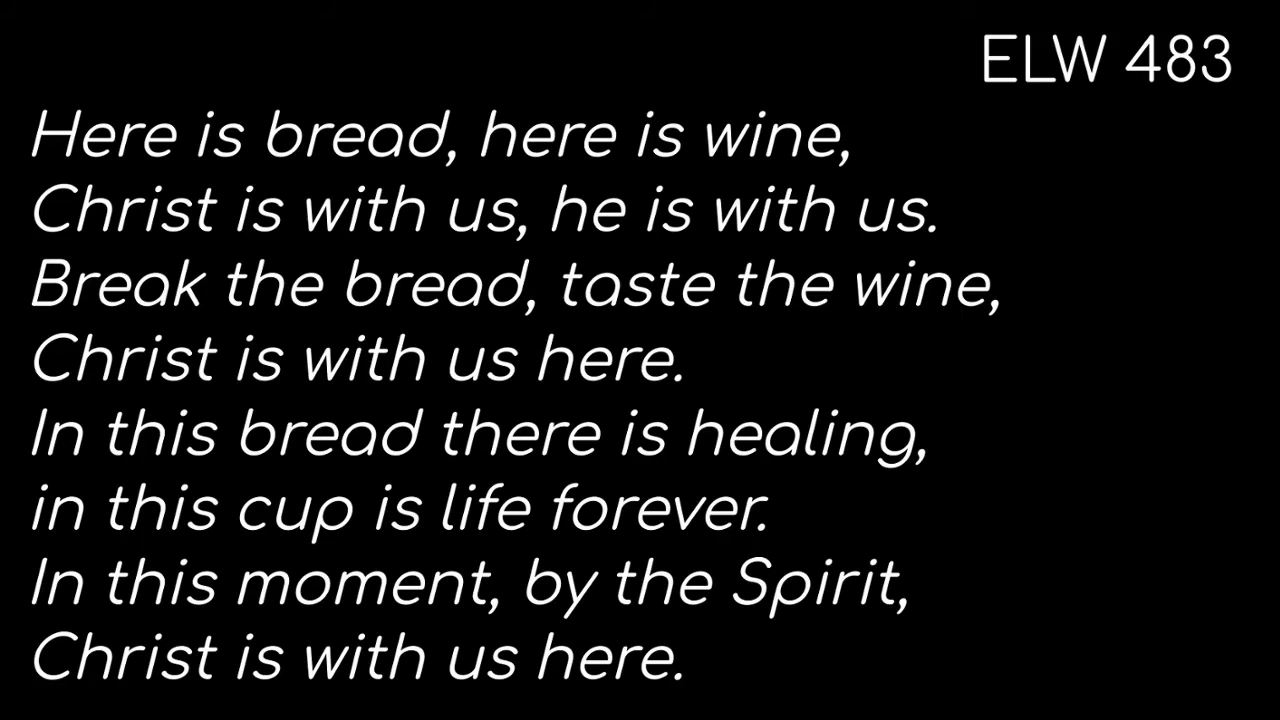 ELW 483
Here is bread, here is wine,
Christ is with us, he is with us.
Break the bread, taste the wine,
Christ is with us here.
In this bread there is healing,
in this cup is life forever.
In this moment, by the Spirit,
Christ is with us here.